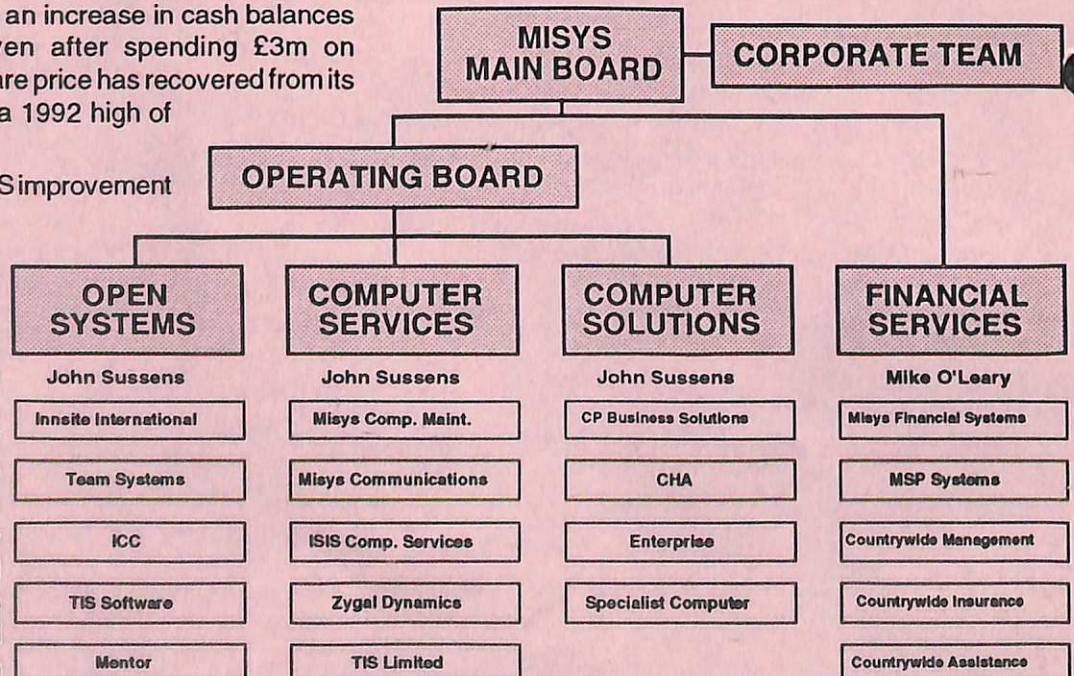 an increase in cash balances
ven after spending £3m on
are price has recovered from its
a 1992 high of
S improvement
MISYS
MAIN BOARD
CORPORATE TEAM
OPERATING BOARD
OPEN
SYSTEMS
COMPUTER
SERVICES
COMPUTER
SOLUTIONS
FINANCIAL
SERVICES
John Sussens
John Sussens
John Sussens
Mike O'Leary
Innsite International
Misys Comp. Maint.
CP Business Solutions
Misys Financial Systems
Team Systems
Misys Communications
CHA
MSP Systems
ICC
ISIS Comp. Services
Enterprise
Countrywide Management
TIS Software
Zygal Dynamics
Specialist Computer
Countrywide Insurance
Mentor
TIS Limited
Countrywide Assistance